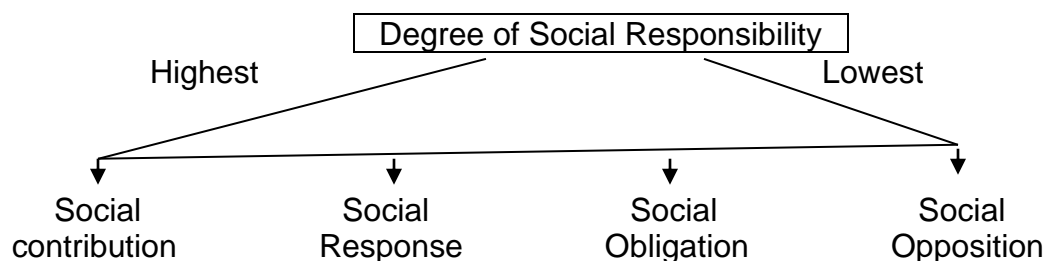 Degree of Social Responsibility
Highest
Lowest
Social
contribution
Social
Response
Social
Obligation
Social
Opposition